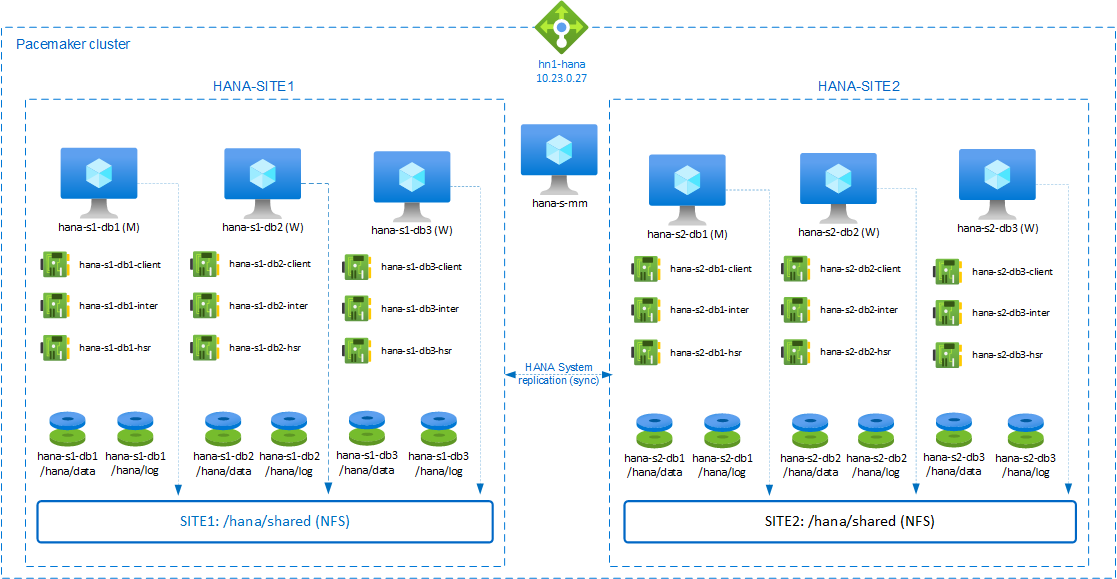 Pacemaker cluster
hn1-hana
10.23.0.27
HANA-SITE1
HANA-SITE2
hana-s1-db1 (M)
hana-s1-db2 (W)
hana-s1-db3 (W)
hana-s-mm
hana-s2-db1 (M)
hana-s2-db2 (W)
hana-s2-db3 (W)
hana-s1-db1-client
hana-s1-db2-client
hana-s1-db3-client
hana-s2-db1-client
hana-s2-db2-client
hana-s2-db3-client
hana-s1-db1-inter
hana-s1-db2-inter
hana-s1-db3-inter
hana-s2-db1-inter
hana-s2-db2-inter
hana-s2-db3-inter
hana-s1-db1-hsr
hana-s1-db2-hsr
hana-s1-db3-hsr
hana-s2-db1-hsr
hana-s2-db2-hsr
hana-s2-db3-hsr
HANA System
replication (sync)
hana-s1-db1
/hana/data
hana-s1-db1
/hana/log
hana-s1-db2
/hana/data
hana-s1-db2
/hana/log
hana-s1-db3
/hana/data
hana-s1-db3
/hana/log
hana-s2-db1
/hana/data
hana-s2-db1
/hana/log
hana-s2-db2
/hana/data
hana-s2-db2
/hana/log
hana-s2-db3
/hana/data
hana-s2-db3
/hana/log
SITE1: /hana/shared (NFS)
SITE2: /hana/shared (NFS)